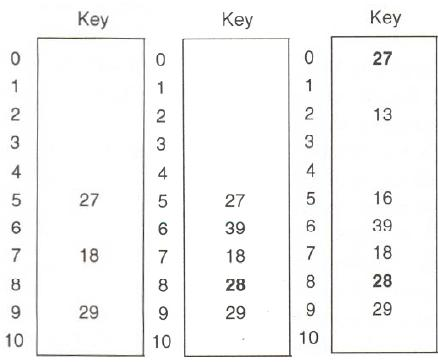 Key Key Key
0 0 0 27
1 1 1
2 2 2 13
3 3 3
4 4 4
5 27 5 27 5 16
6 6 39 6 39
7 18 7 18 7 18
8 8 28 8 28
9 29 9 29 9 29
10 10 10